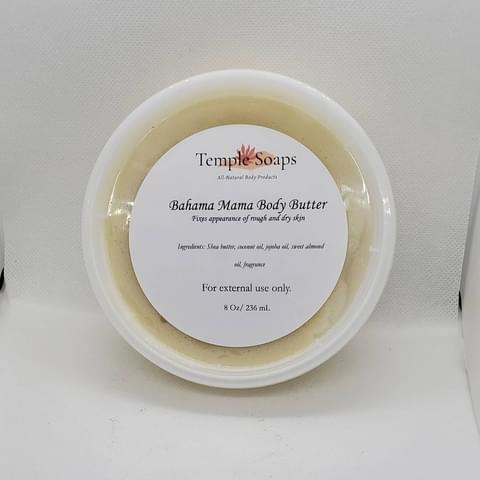 Temple Soaps
All-Natural Body Products
Bahama Mama Body Butter
Fixes appearance of rough and dry skin
Ingredients: Shea butter, coconut oil, jojoba oil, sweet almond
oil, fragrance
For external use only.
8 Oz/ 236 mL